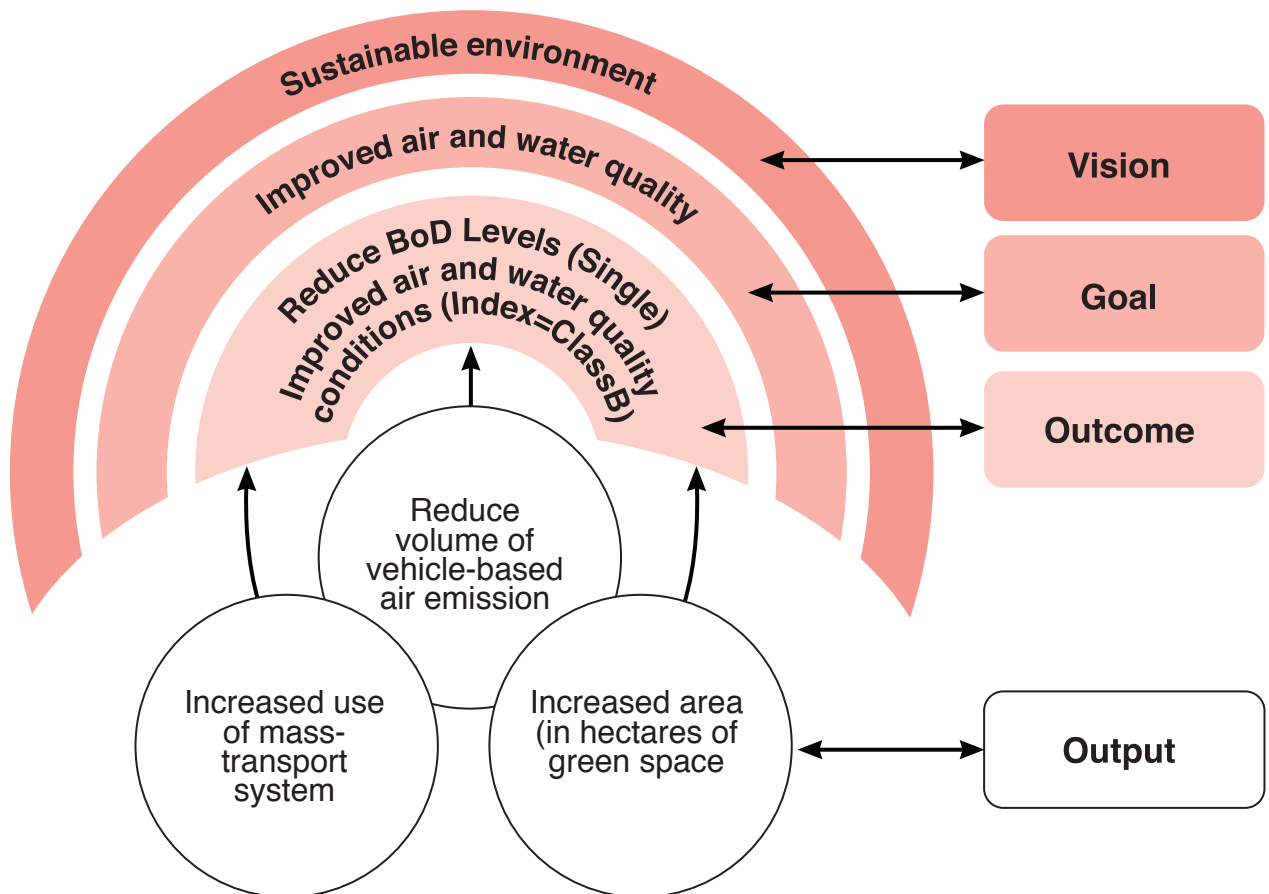 Sustainable environment
Improved air and water quality
Reduce BoD Levels (Single)
Improved air and water quality
conditions (Index=ClassB)
Vision
Goal
Outcome
Reduce
volume of
vehicle-based
air emission
Increased use
of mass-
transport
system
Increased area
(in hectares of
green space
Output